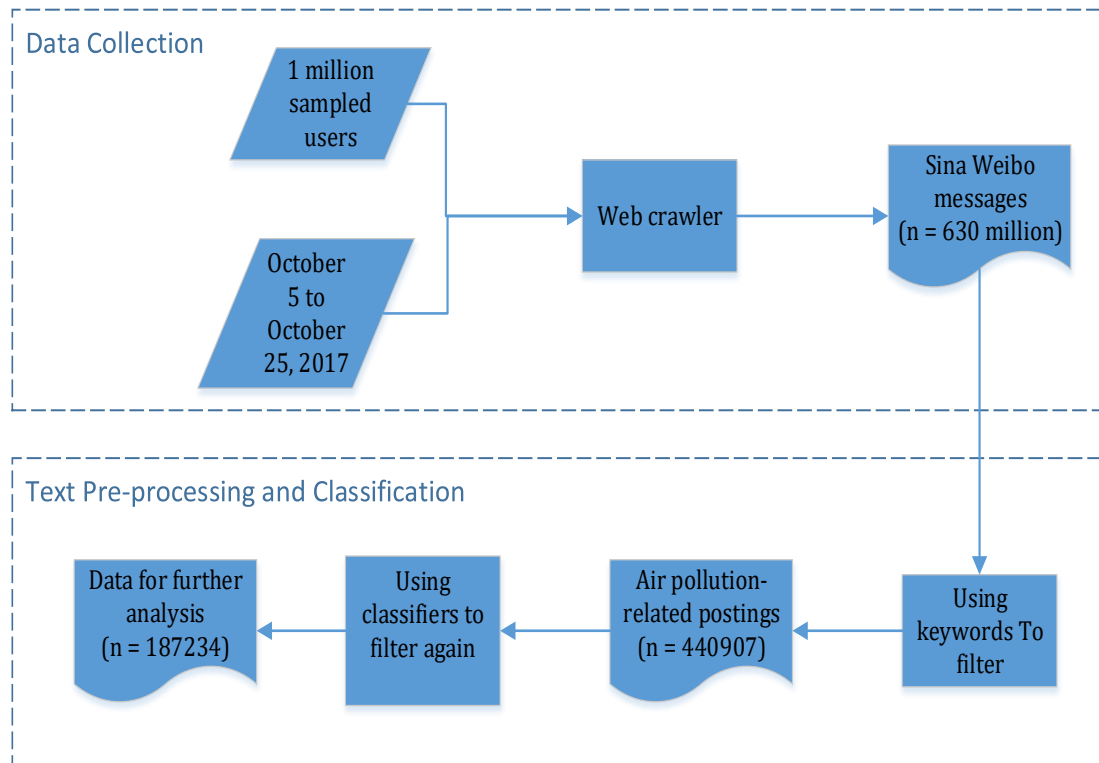 Data Collection
1 million
sampled
users
October
5 to
October
25, 2017
Web crawler
Sina Weibo
messages
(n = 630 million)
Text Pre-processing and Classification
Using
keywords To
filter
Air pollution-
related postings
(n = 440907)
Using
classifiers to
filter again
Data for further
analysis
(n = 187234)